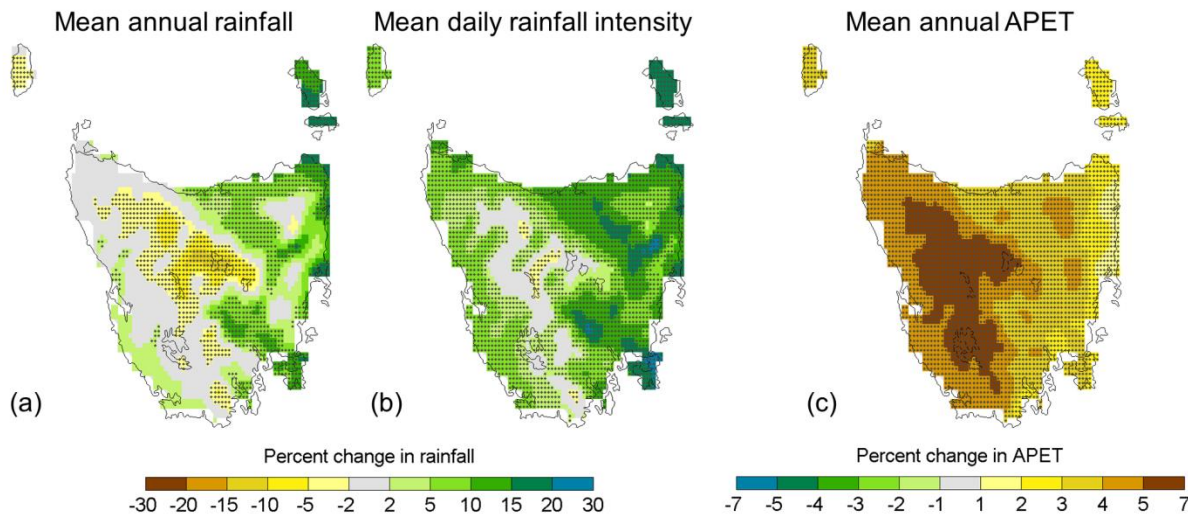 Mean annual rainfall
Mean daily rainfall intensity
Mean annual APET
(a)
(b)
(c)
Percent change in rainfall
-30 -20 -15 -10 -5 -2 2 5 10 15 20 30
Percent change in APET
-7 -5 -4 -3 -2 -1 1 2 3 4 5 7